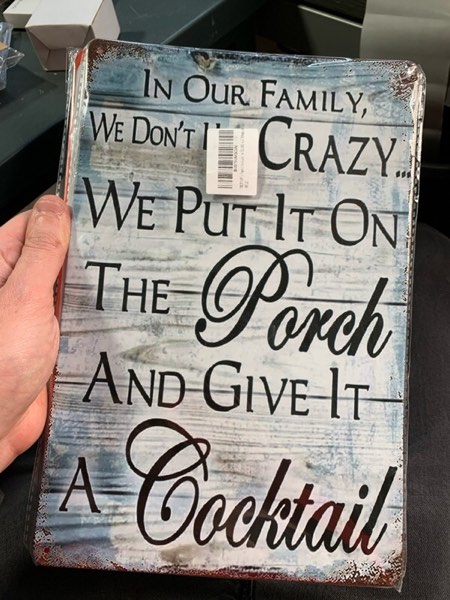 In Our Family,
We Don't Crazy...
We Put It On
The Porch
And Give It
A Cocktail